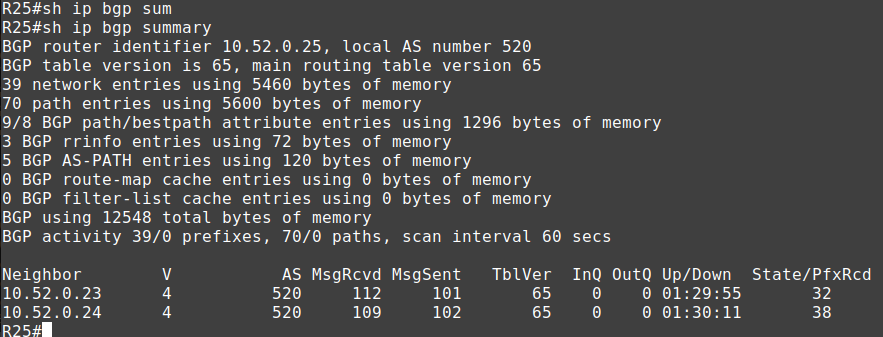 R25#sh ip bgp sum
R25#sh ip bgp summary
BGP router identifier 10.52.0.25, local AS number 520
BGP table version is 65, main routing table version 65
39 network entries using 5460 bytes of memory
70 path entries using 5600 bytes of memory
9/8 BGP path/bestpath attribute entries using 1296 bytes of memory
3 BGP rrinfo entries using 72 bytes of memory
5 BGP AS-PATH entries using 120 bytes of memory
0 BGP route-map cache entries using 0 bytes of memory
0 BGP filter-list cache entries using 0 bytes of memory
BGP using 12548 total bytes of memory
BGP activity 39/0 prefixes, 70/0 paths, scan interval 60 secs
Neighbor        V           AS MsgRcvd MsgSent   TblVer  InQ OutQ Up/Down  State/PfxRcd
10.52.0.23      4          520     112     101       65    0    0 01:29:55       32
10.52.0.24      4          520     109     102       65    0    0 01:30:11       38
R25#